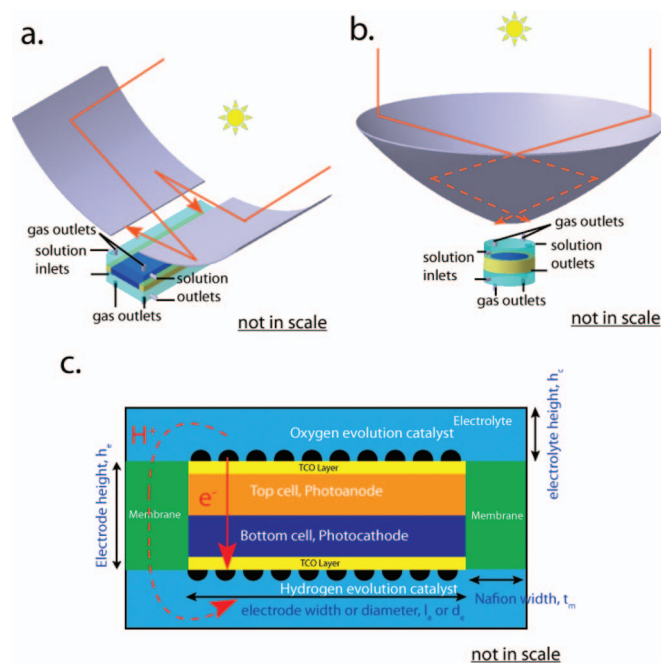 a.
gas outlets
solution
inlets
solution
outlets
gas outlets
not in scale
b.
gas outlets
solution
solution
inlets
outlets
gas outlets
not in scale
c.
H+
Electrolyte
Oxygen evolution catalyst
electrolyte height, hc
Electrode height, he
TCO Layer
e-
Top cell, Photoanode
Membrane
Membrane
Bottom cell, Photocathode
TCO Layer
Hydrogen evolution catalyst
electrode width or diameter, le or de
Nafion width, tm
not in scale